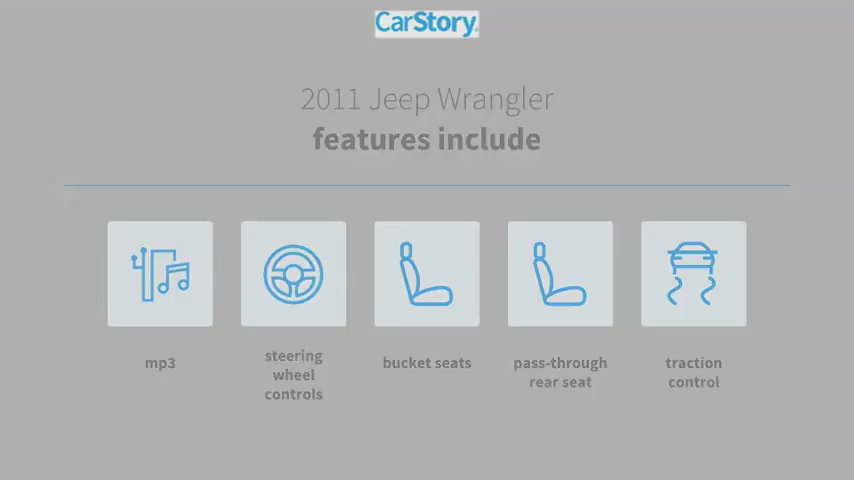 CarStory
2011 Jeep Wrangler
features include
mp3
steering
wheel
controls
bucket seats
pass-through
rear seat
traction
control